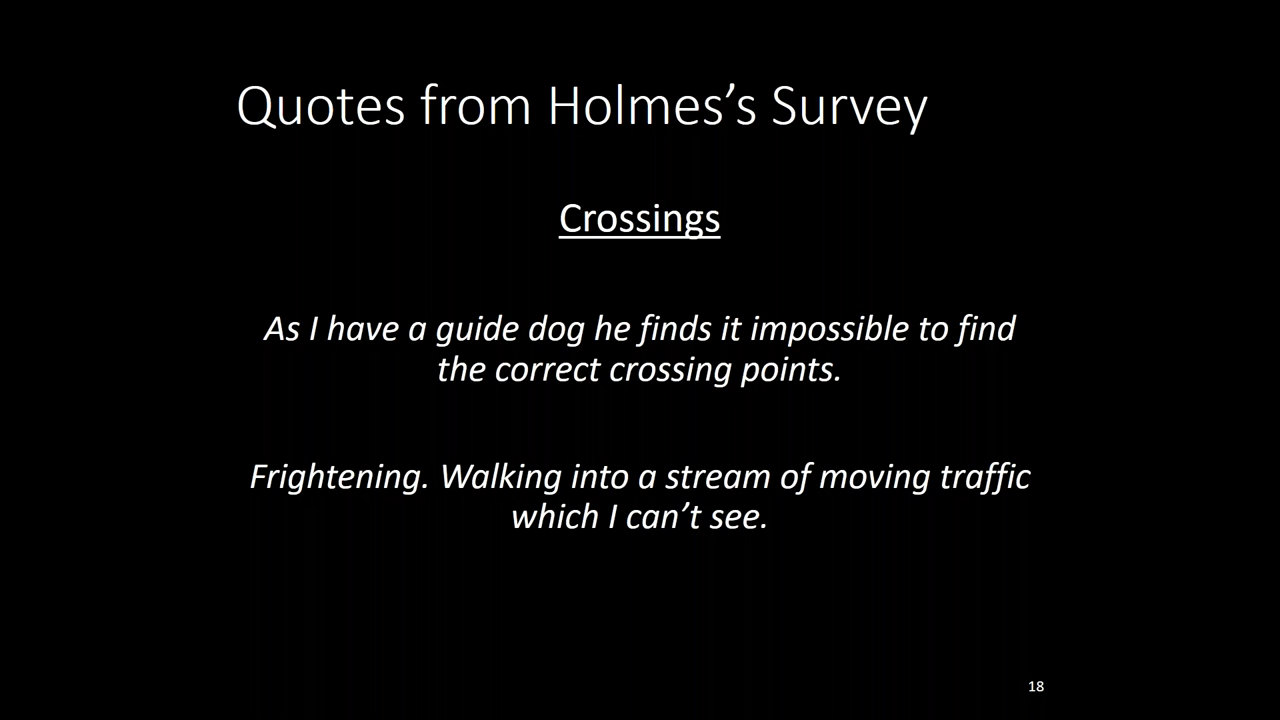 Quotes from Holmes’s Survey
Crossings
As I have a guide dog he finds it impossible to find
the correct crossing points.
Frightening. Walking into a stream of moving traffic
which I can’t see.
18